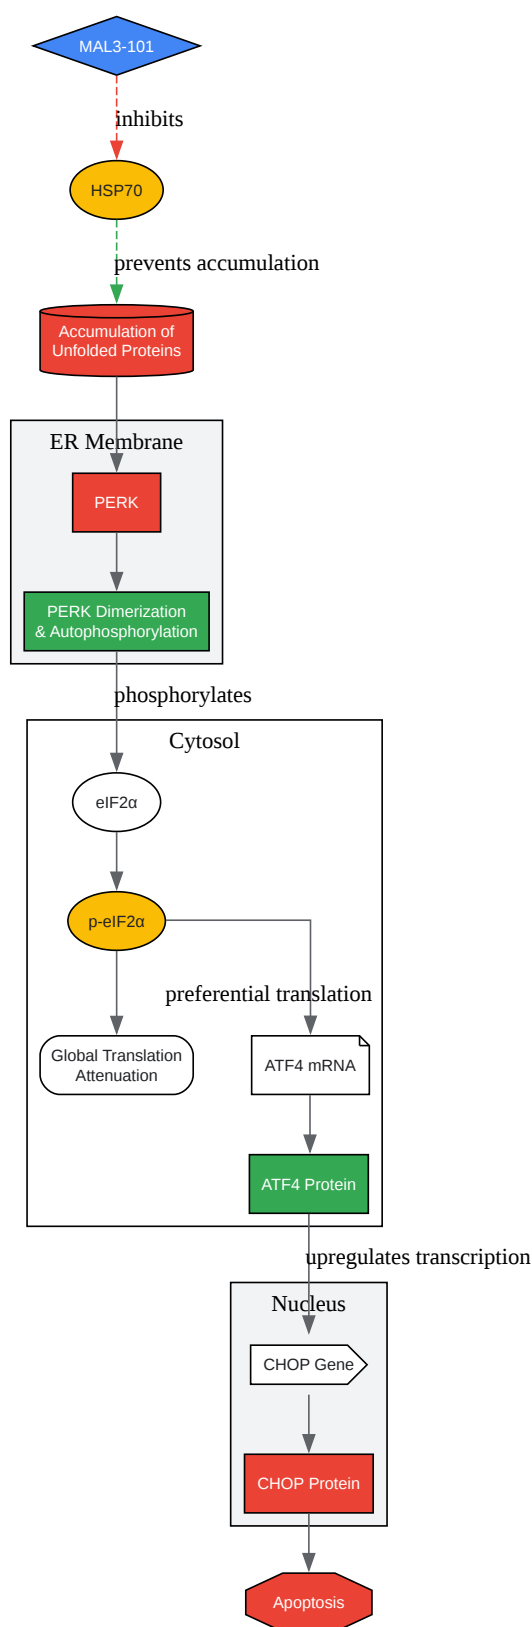 MAL3-101
inhibits
HSP70
prevents accumulation
Accumulation of
Unfolded Proteins
ER Membrane
PERK
PERK Dimerization
& Autophosphorylation
phosphorylates
Cytosol
eIF2α
p-eIF2α
preferential translation
Global Translation
Attenuation
ATF4 mRNA
ATF4 Protein
upregulates transcription
Nucleus
CHOP Gene
CHOP Protein
Apoptosis